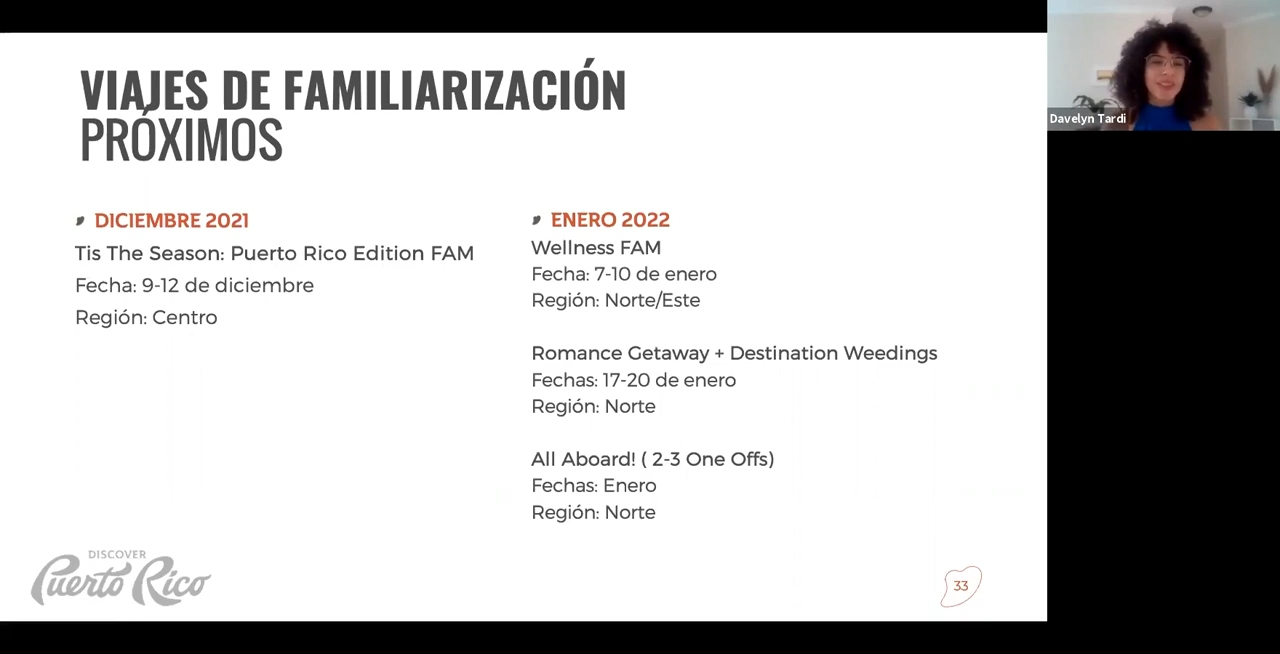 VIAJES DE FAMILIARIZACIÓN
PRÓXIMOS
DICIEMBRE 2021
Tis The Season: Puerto Rico Edition FAM
Fecha: 9-12 de diciembre
Región: Centro
ENERO 2022
Wellness FAM
Fecha: 7-10 de enero
Región: Norte/Este
Romance Getaway + Destination Weedings
Fechas: 17-20 de enero
Región: Norte
All Aboard! ( 2-3 One Offs)
Fechas: Enero
Región: Norte
DISCOVER
Puerto Rico
33
Davelyn Tardi